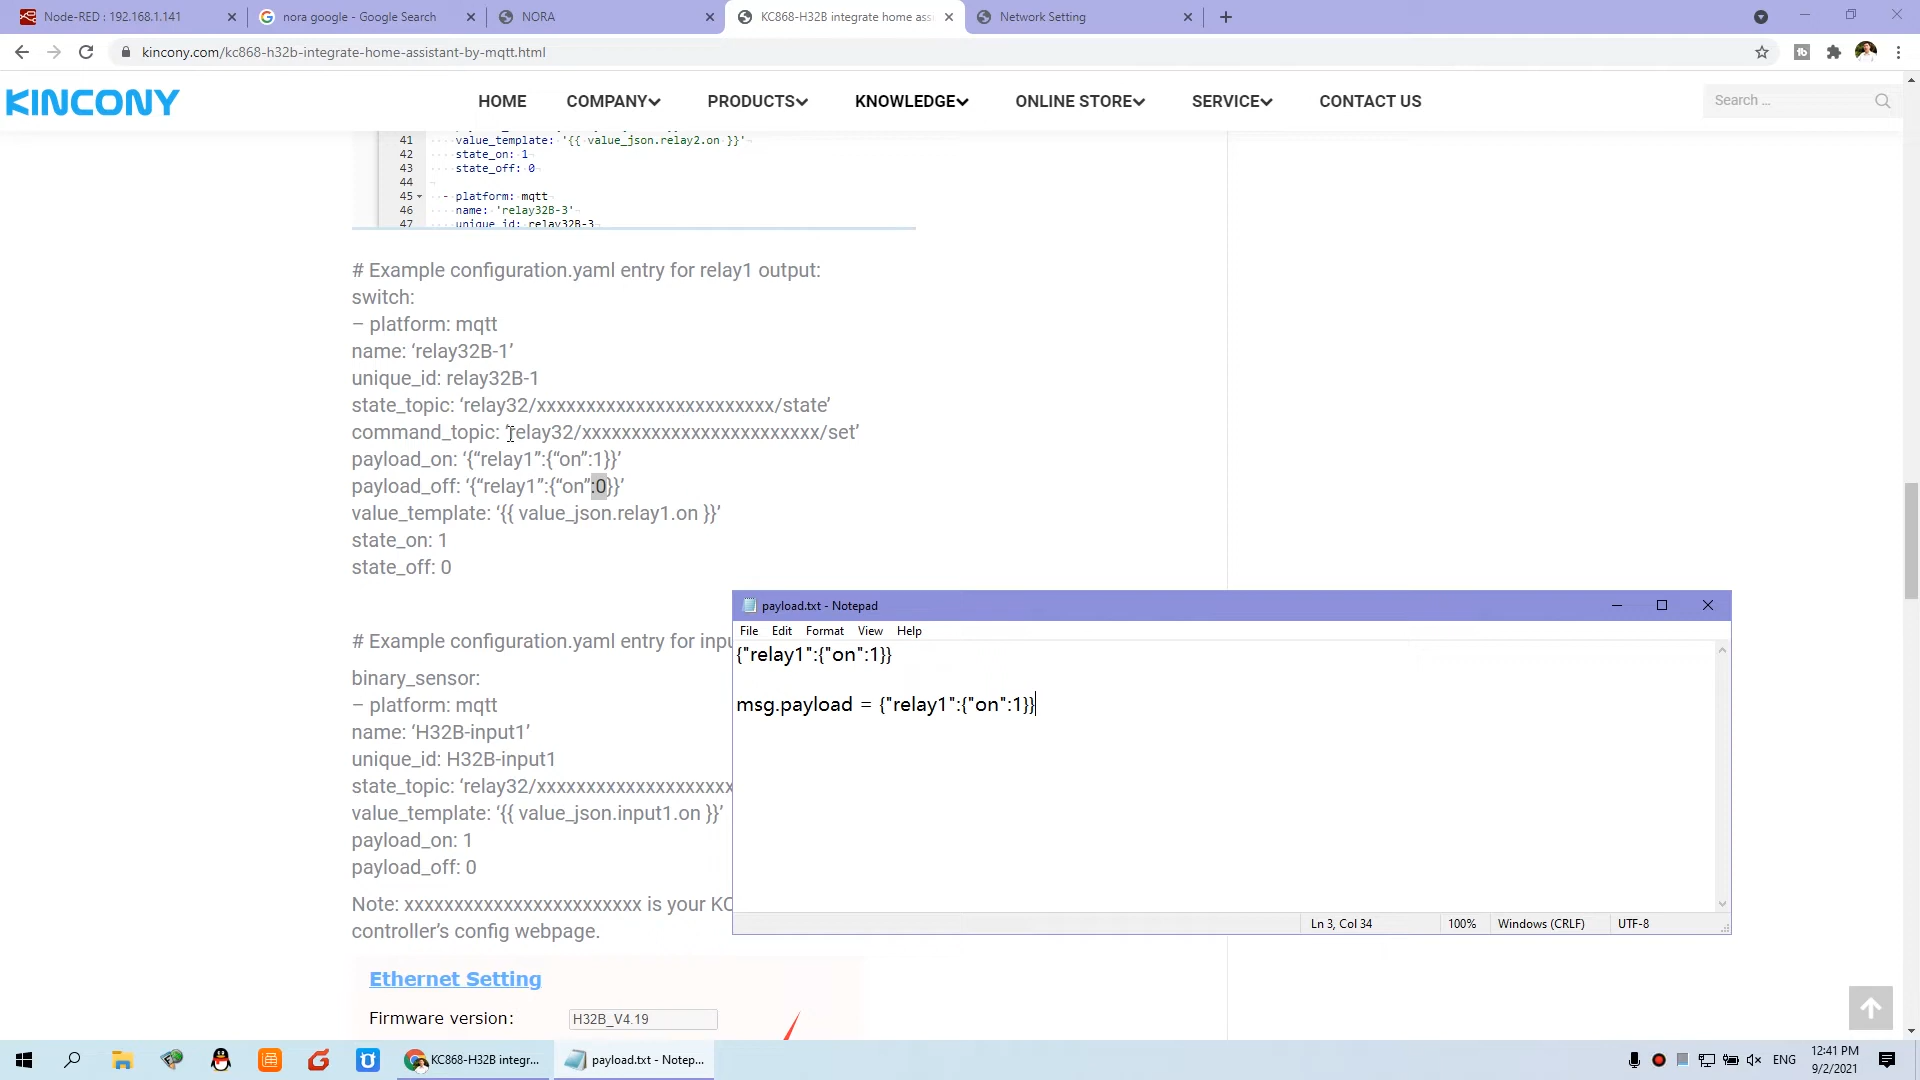 Node-RED : 192.168.1.141
nora google - Google Search
NORA
KC868-H32B integrate home assi
Network Setting
kincony.com/kc868-h32b-integrate-home-assistant-by-mqtt.html
KINCONY
HOME
COMPANY
PRODUCTS
KNOWLEDGE
ONLINE STORE
SERVICE
CONTACT US
Search ...
41 value_template: '{{ value_json.relay2.on }}'
42 state_on: 1
43 state_off: 0
44
45 - platform: mqtt
46 name: 'relay32B-3'
47 unique_id: relay32B-3
# Example configuration.yaml entry for relay1 output:
switch:
– platform: mqtt
name: ‘relay32B-1’
unique_id: relay32B-1
state_topic: ‘relay32/xxxxxxxxxxxxxxxxxxxxxxxx/state’
command_topic: ‘relay32/xxxxxxxxxxxxxxxxxxxxxxxx/set’
payload_on: ‘{“relay1”:{“on”:1}}’
payload_off: ‘{“relay1”:{“on”:0}}’
value_template: ‘{{ value_json.relay1.on }}’
state_on: 1
state_off: 0
# Example configuration.yaml entry for inpu
binary_sensor:
– platform: mqtt
name: ‘H32B-input1’
unique_id: H32B-input1
state_topic: ‘relay32/xxxxxxxxxxxxxxxxxxxx
value_template: ‘{{ value_json.input1.on }}’
payload_on: 1
payload_off: 0
Note: xxxxxxxxxxxxxxxxxxxxxxxx is your KC
controller’s config webpage.
Ethernet Setting
Firmware version: H32B_V4.19
payload.txt - Notepad
File Edit Format View Help
{"relay1":{"on":1}}
msg.payload = {"relay1":{"on":1}}
Ln 3, Col 34
100%
Windows (CRLF)
UTF-8
KC868-H32B integr...
payload.txt - Notep...
ENG
12:41 PM
9/2/2021